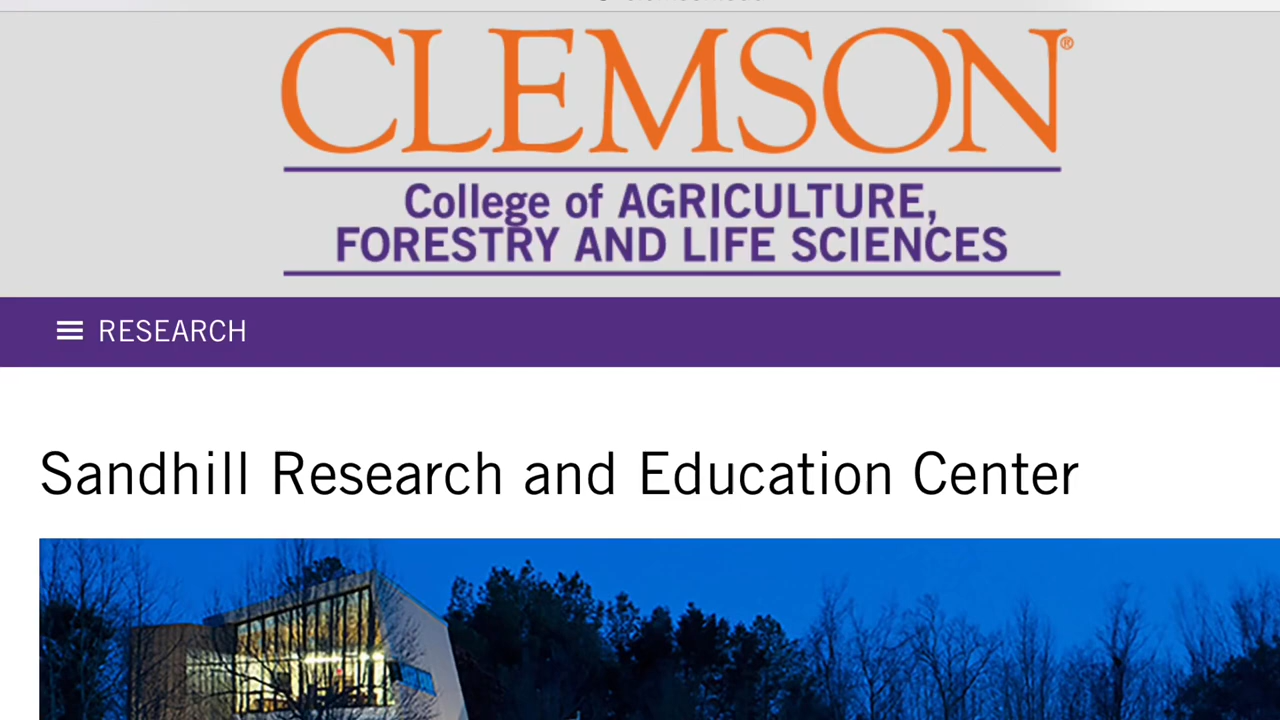 CLEMSON®
College of AGRICULTURE,
FORESTRY AND LIFE SCIENCES
RESEARCH
Sandhill Research and Education Center